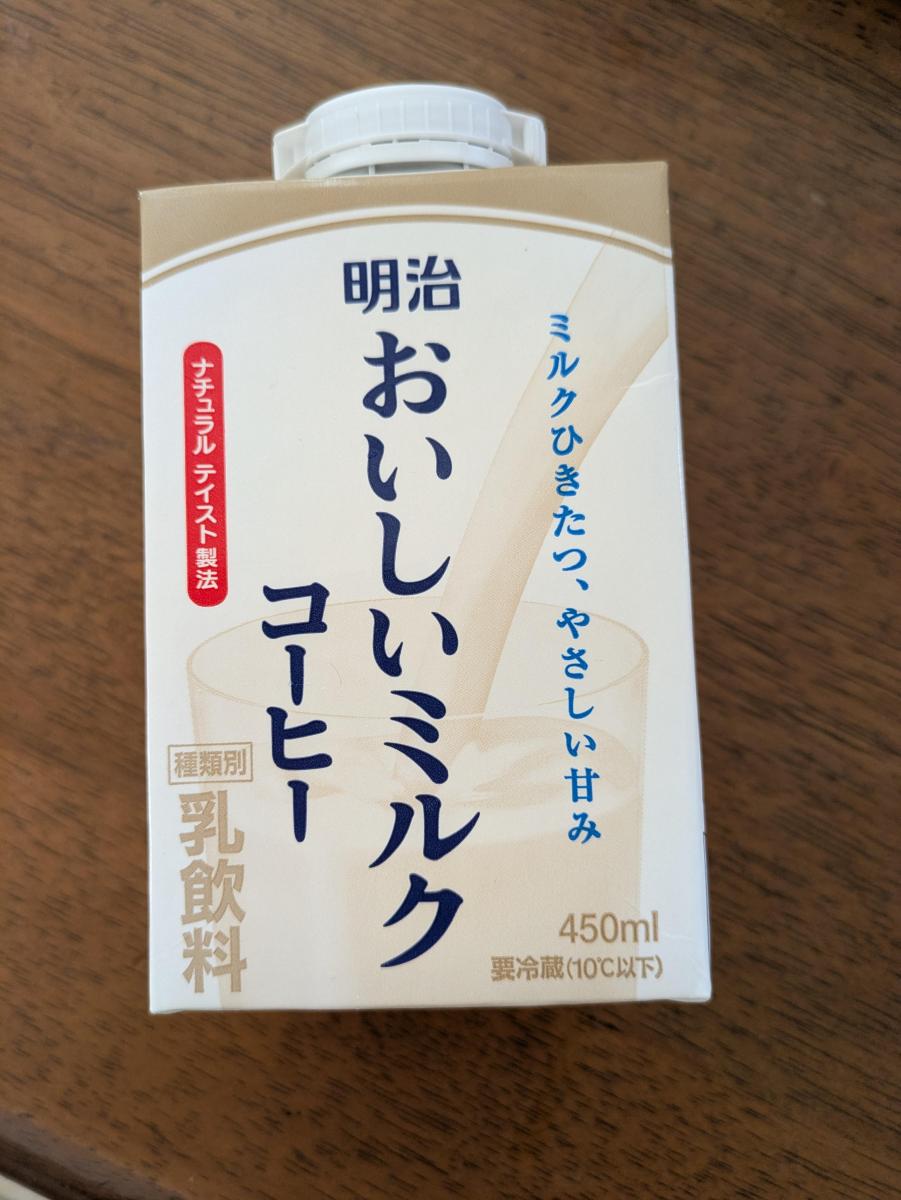 明治
おいしいミルク
コーヒー
ミルクひきたつ、やさしい甘み
ナチュラル テイスト製法
種類別
乳飲料
450ml
要冷蔵(10℃以下)